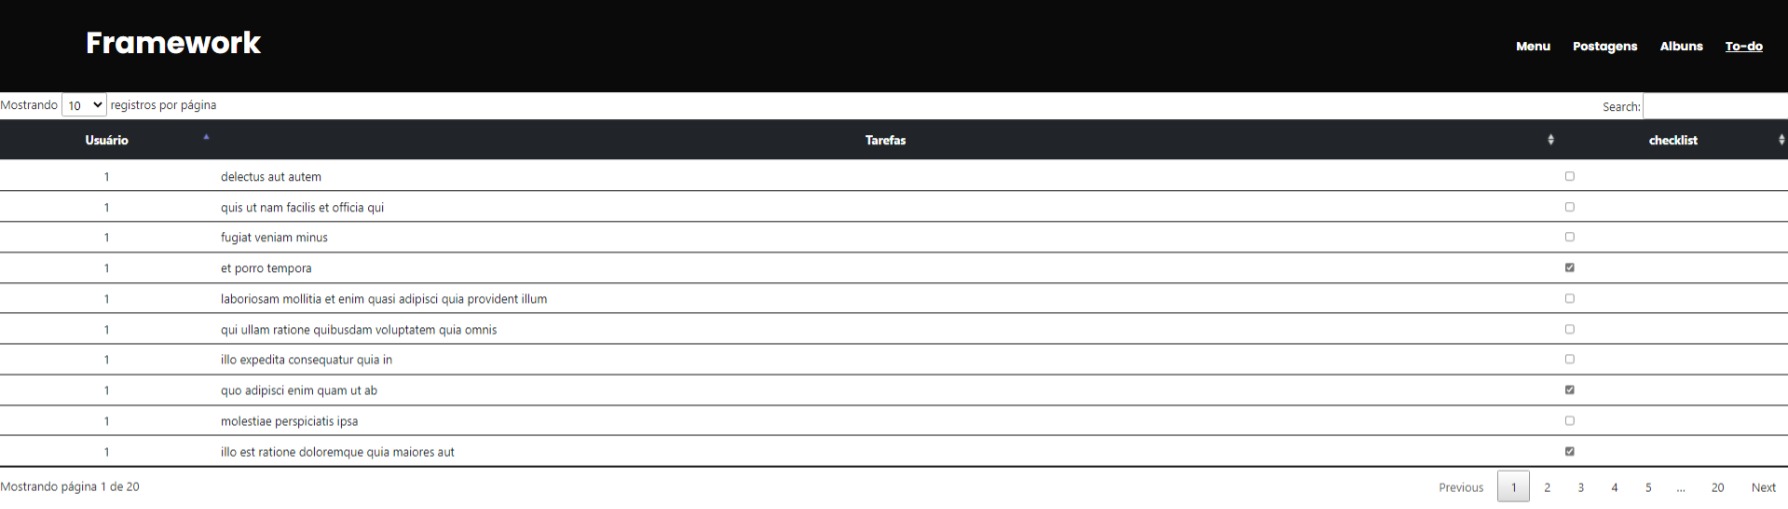 Framework
Menu Postagens Albuns To-do
Mostrando 10 registros por página Search:
Usuário Tarefas checklist
1 delectus aut autem
1 quis ut nam facilis et officia qui
1 fugiat veniam minus
1 et porro tempora
1 laboriosam mollitia et enim quasi adipisci quia provident illum
1 qui ullam ratione quibusdam voluptatem quia omnis
1 illo expedita consequatur quia in
1 quo adipisci enim quam ut ab
1 molestiae perspiciatis ipsa
1 illo est ratione doloremque quia maiores aut
Mostrando página 1 de 20 Previous 1 2 3 4 5 ... 20 Next